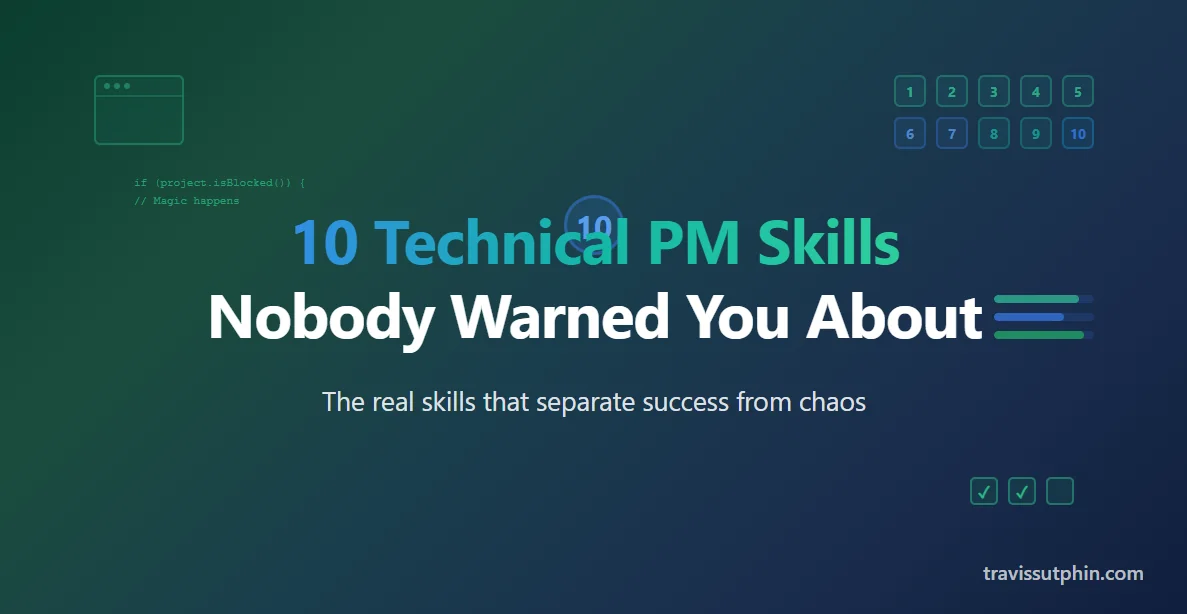 1 2 3 4 5
6 7 8 9 10
if (project.isBlocked()) {
// Magic happens
10
10 Technical PM Skills
Nobody Warned You About
The real skills that separate success from chaos
✓ ✓
travissutphin.com